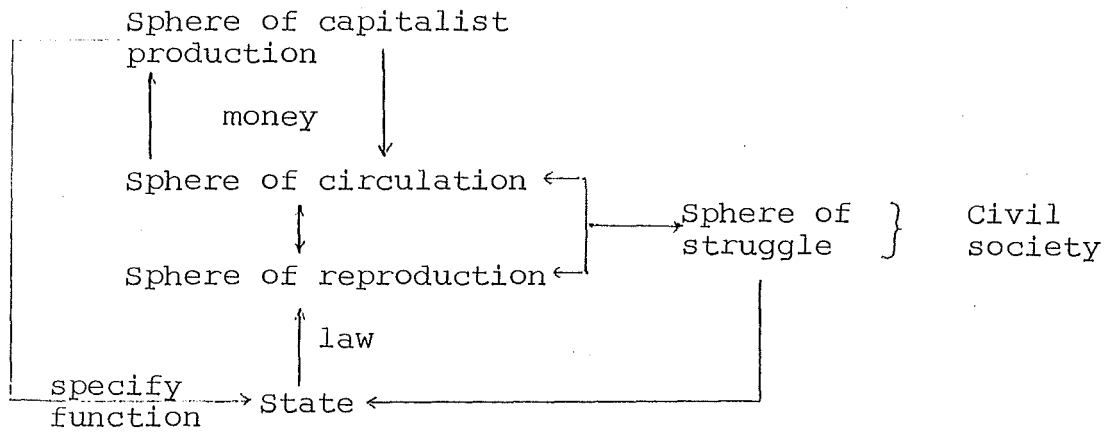 Sphere of capitalist
production
money
Sphere of circulation
Sphere of struggle } Civil society
Sphere of reproduction
law
specify
function
State